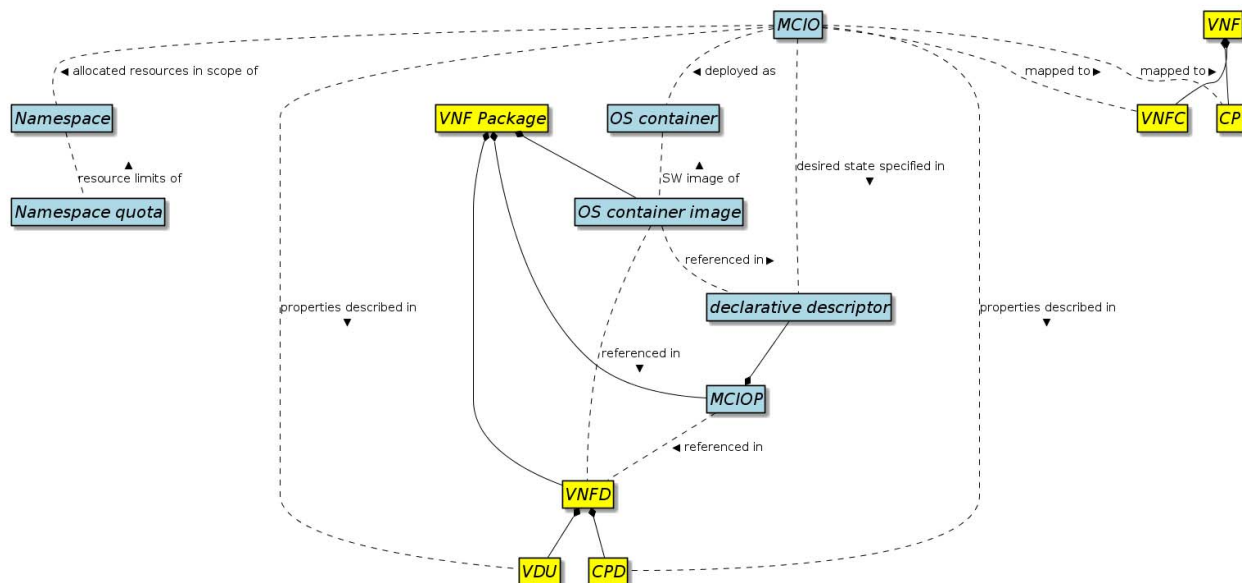 MCIO
VNF
◄ allocated resources in scope of
◄ deployed as
mapped to ►
mapped to ►
Namespace
VNF Package
OS container
VNFC
CP
▲
resource limits of
▲
SW image of
desired state specified in
▼
Namespace quota
OS container image
referenced in ►
declarative descriptor
properties described in
▼
properties described in
▼
referenced in
▼
MCIOP
◄ referenced in
VNFD
VDU
CPD